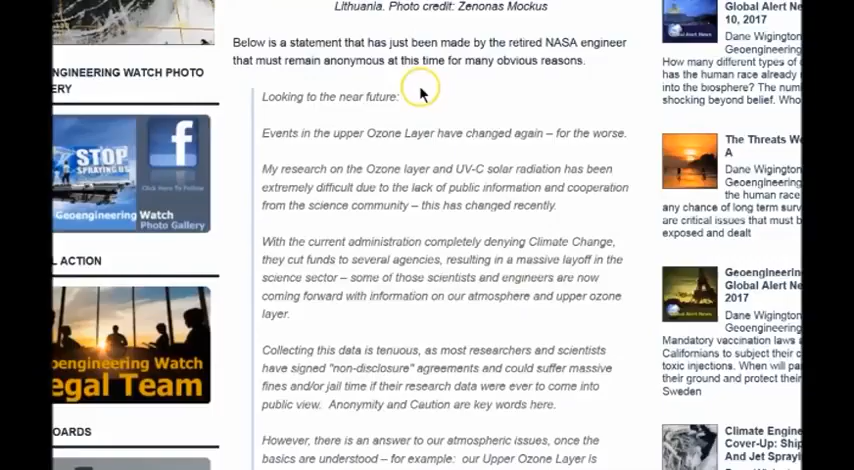 Lithuania. Photo credit: Zenonas Mockus
Below is a statement that has just been made by the retired NASA engineer
that must remain anonymous at this time for many obvious reasons.
Looking to the near future:
Events in the upper Ozone Layer have changed again – for the worse.
My research on the Ozone layer and UV-C solar radiation has been
extremely difficult due to the lack of public information and cooperation
from the science community – this has changed recently.
With the current administration completely denying Climate Change,
they cut funds to several agencies, resulting in a massive layoff in the
science sector – some of those scientists and engineers are now
coming forward with information on our atmosphere and upper ozone
layer.
Collecting this data is tenuous, as most researchers and scientists
have signed "non-disclosure" agreements and could suffer massive
fines and/or jail time if their research data were ever to come into
public view. Anonymity and Caution are key words here.
However, there is an answer to our atmospheric issues, once the
basics are understood – for example: our Upper Ozone Layer is
NGINEERING WATCH PHOTO
ERY
STOP
SPRAYING US
Click Here To Follow
Geoengineering Watch
Photo Gallery
L ACTION
oengineering Watch
egal Team
OARDS
Global Alert Ne
10, 2017
Dane Wigington
Geoengineering
How many different types of
has the human race already
into the biosphere? The num
shocking beyond belief. Who
The Threats We
A
Dane Wigington
Geoengineering
the human race
any chance of long term surv
are critical issues that must b
exposed and dealt
Geoengineering
Global Alert Ne
2017
Dane Wigington
Geoengineering
Mandatory vaccination laws a
Californians to subject their c
toxic injections. When will pa
their ground and protect thei
Sweden
Climate Engine
Cover-Up: Ship
And Jet Sprayi